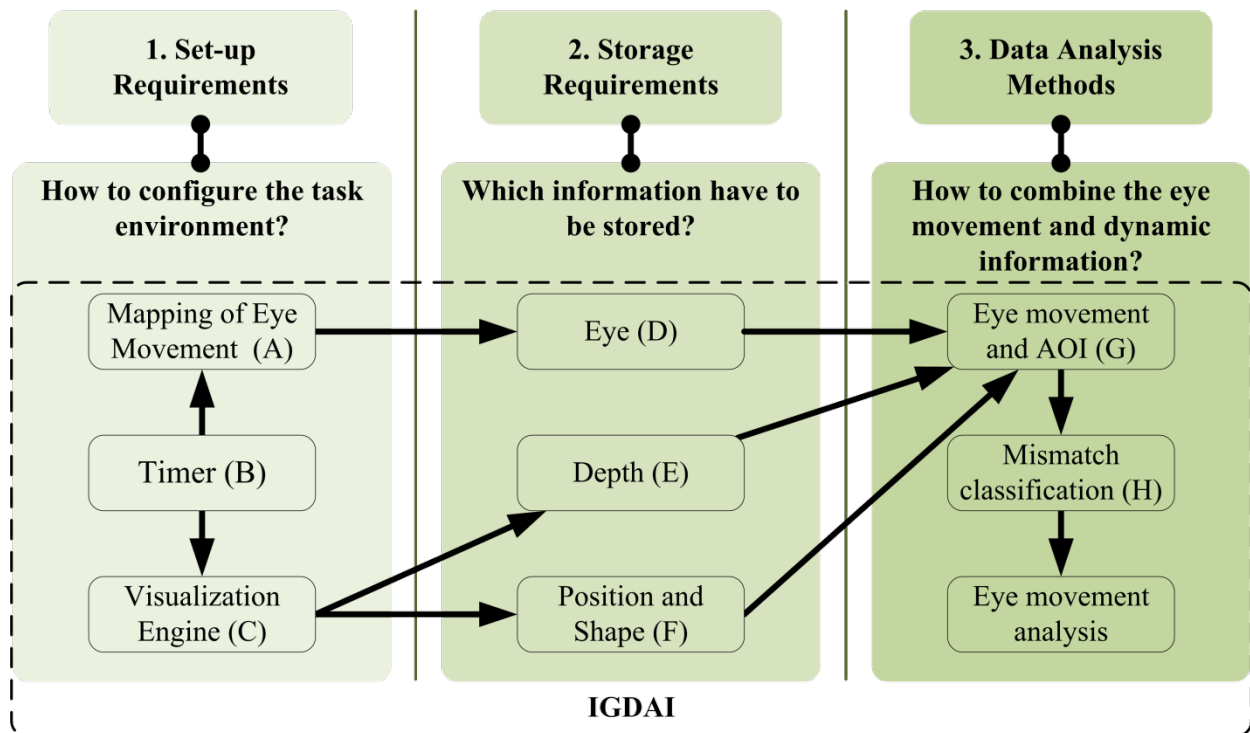 1. Set-up
Requirements
2. Storage
Requirements
3. Data Analysis
Methods
How to configure the task
environment?
Which information have to
be stored?
How to combine the eye
movement and dynamic
information?
Mapping of Eye
Movement (A)
Eye (D)
Eye movement
and AOI (G)
Timer (B)
Depth (E)
Mismatch
classification (H)
Visualization
Engine (C)
Position and
Shape (F)
Eye movement
analysis
IGDAI